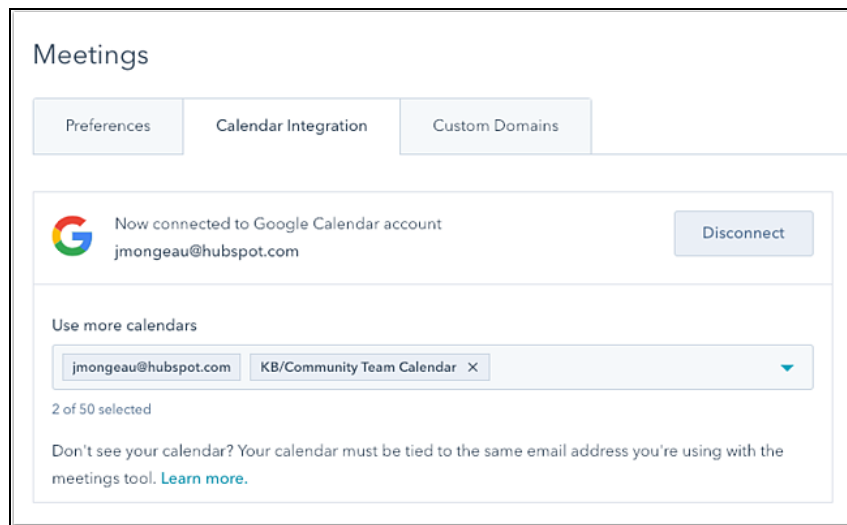 Meetings
Preferences
Calendar Integration
Custom Domains
Now connected to Google Calendar account
jmongeau@hubspot.com
Disconnect
Use more calendars
jmongeau@hubspot.com
KB/Community Team Calendar ×
2 of 50 selected
Don't see your calendar? Your calendar must be tied to the same email address you're using with the
meetings tool. Learn more.